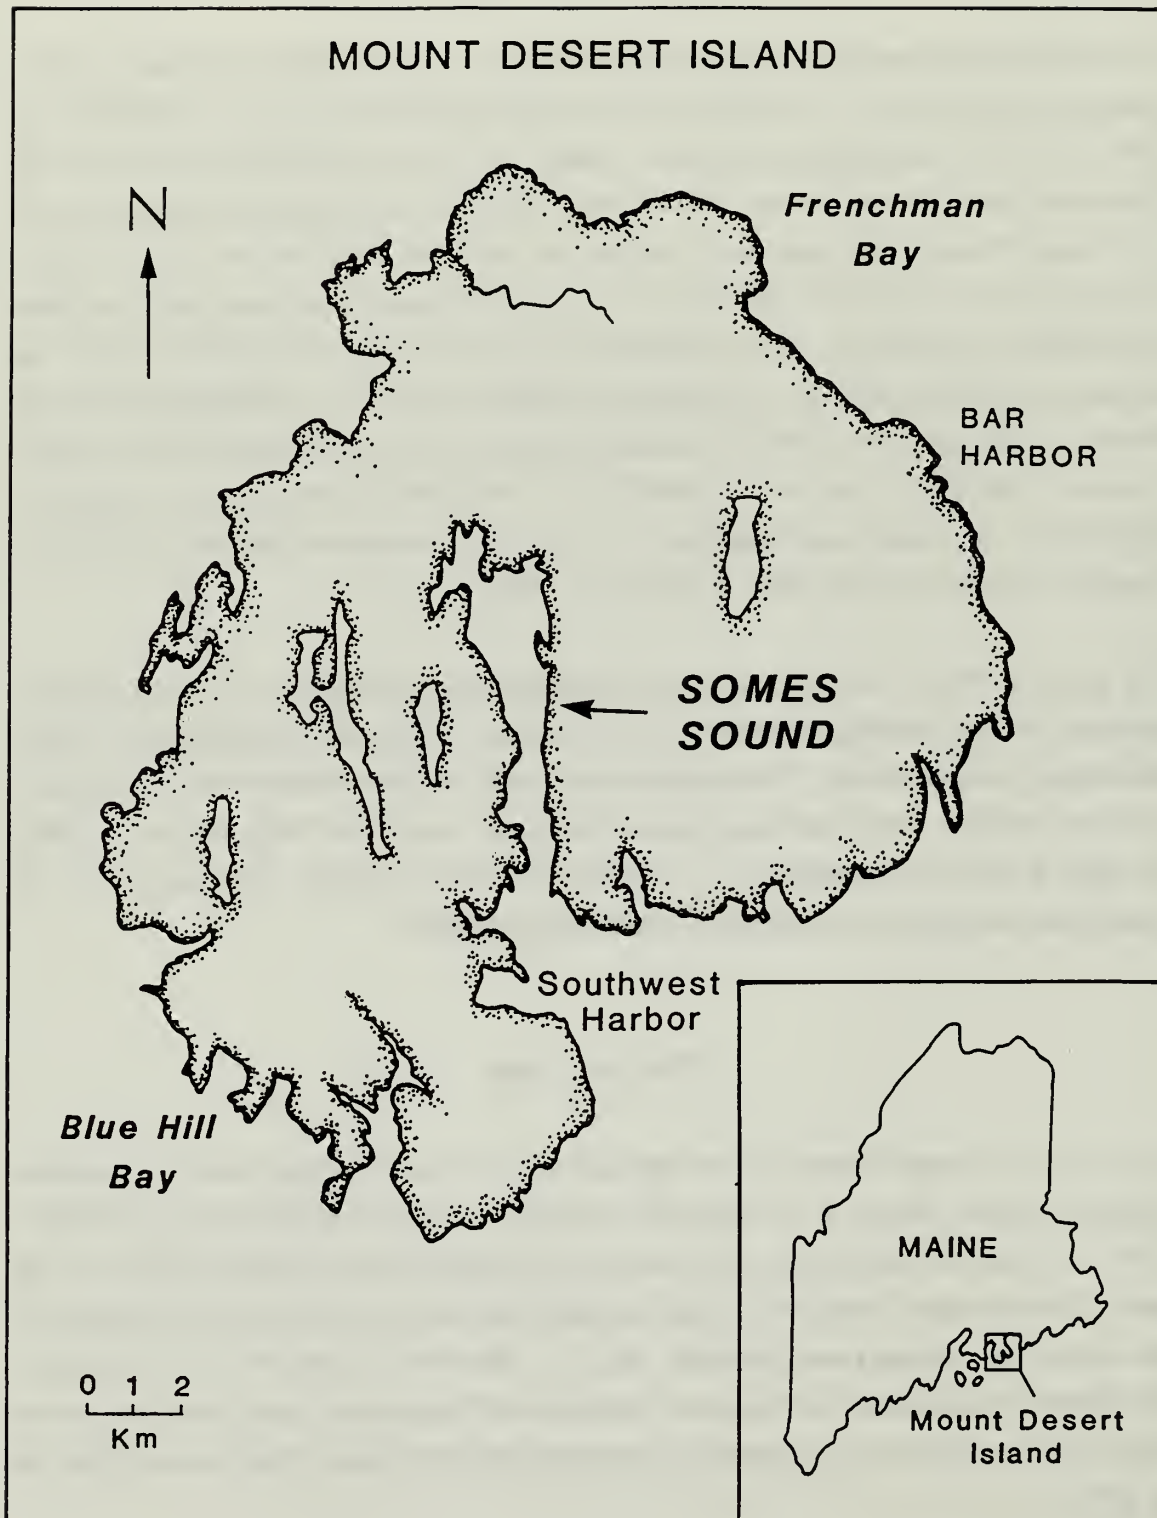 MOUNT DESERT ISLAND
N
Frenchman
Bay
BAR
HARBOR
SOMES
SOUND
Southwest
Harbor
Blue Hill
Bay
MAINE
0 1 2
Km
Mount Desert
Island